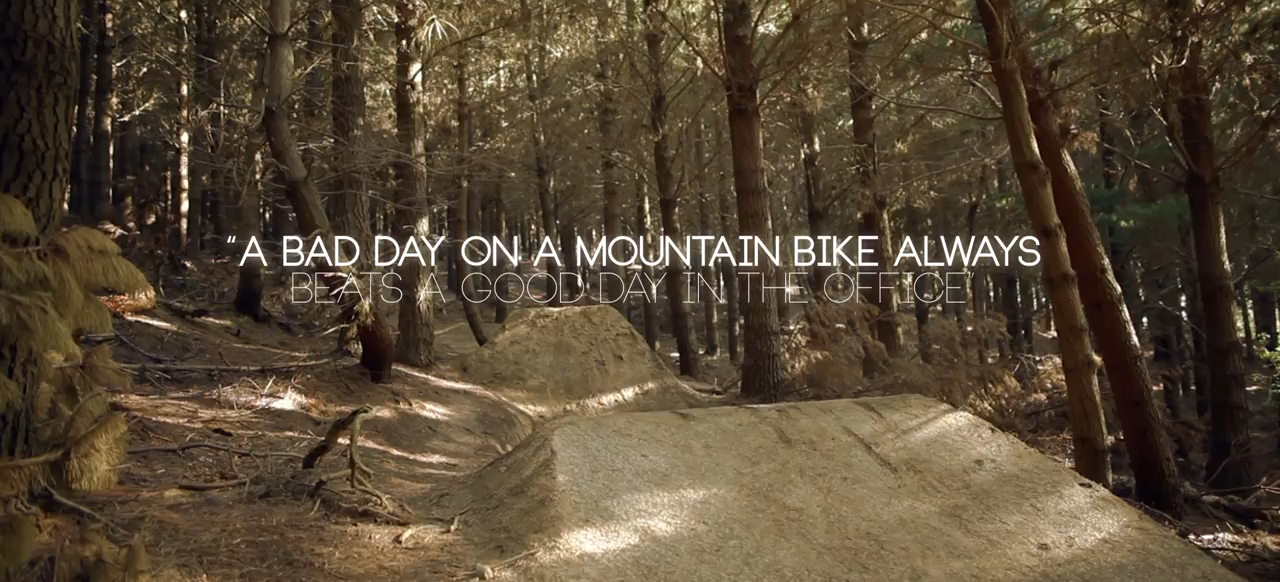 “A BAD DAY ON A MOUNTAIN BIKE ALWAYS
BEATS A GOOD DAY IN THE OFFICE”